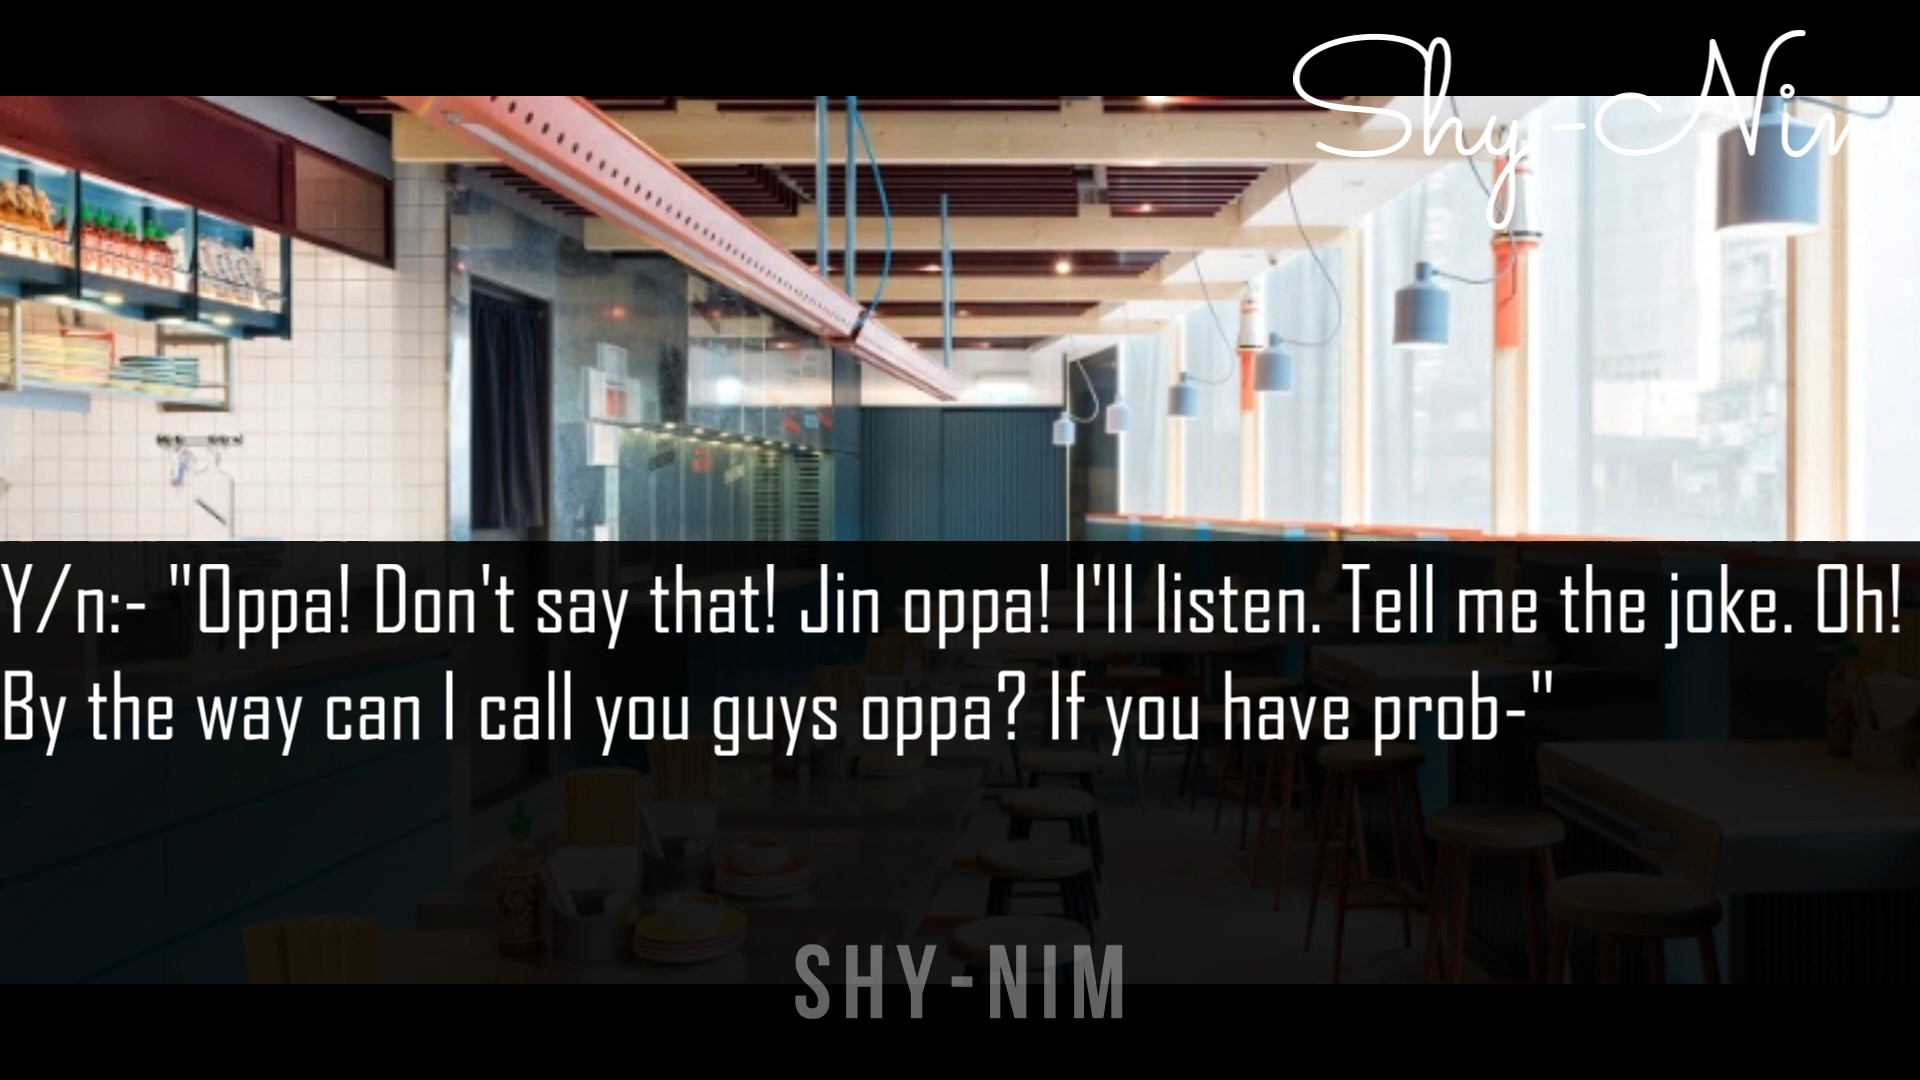 Shy-Nim
Y/n:- "Oppa! Don't say that! Jin oppa! I'll listen. Tell me the joke. Oh!
By the way can I call you guys oppa? If you have prob-"
SHY-NIM